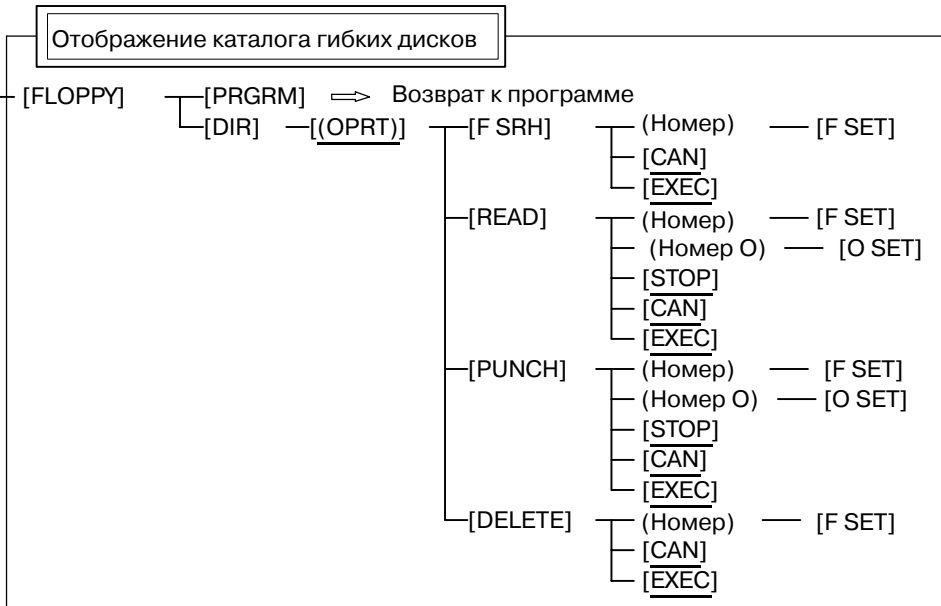 Отображение каталога гибких дисков
[FLOPPY] [PRGRM] Возврат к программе
[DIR] [(OPRT)] [F SRH] (Номер) [F SET]
[CAN]
[EXEC]
[READ] (Номер) [F SET]
(Номер O) [O SET]
[STOP]
[CAN]
[EXEC]
[PUNCH] (Номер) [F SET]
(Номер O) [O SET]
[STOP]
[CAN]
[EXEC]
[DELETE] (Номер) [F SET]
[CAN]
[EXEC]